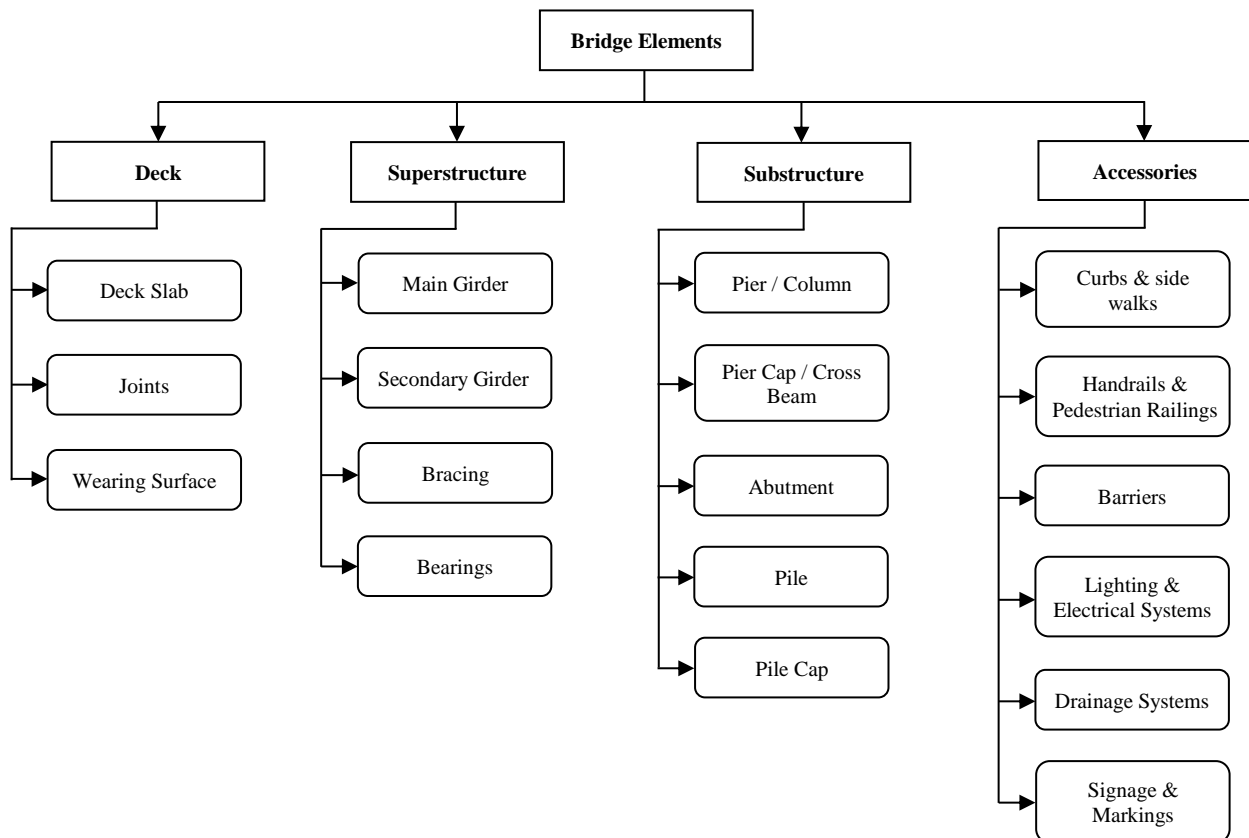 Bridge Elements
Deck
Superstructure
Substructure
Accessories
Deck Slab
Joints
Wearing Surface
Main Girder
Secondary Girder
Bracing
Bearings
Pier / Column
Pier Cap / Cross
Beam
Abutment
Pile
Pile Cap
Curbs & side
walks
Handrails &
Pedestrian Railings
Barriers
Lighting &
Electrical Systems
Drainage Systems
Signage &
Markings